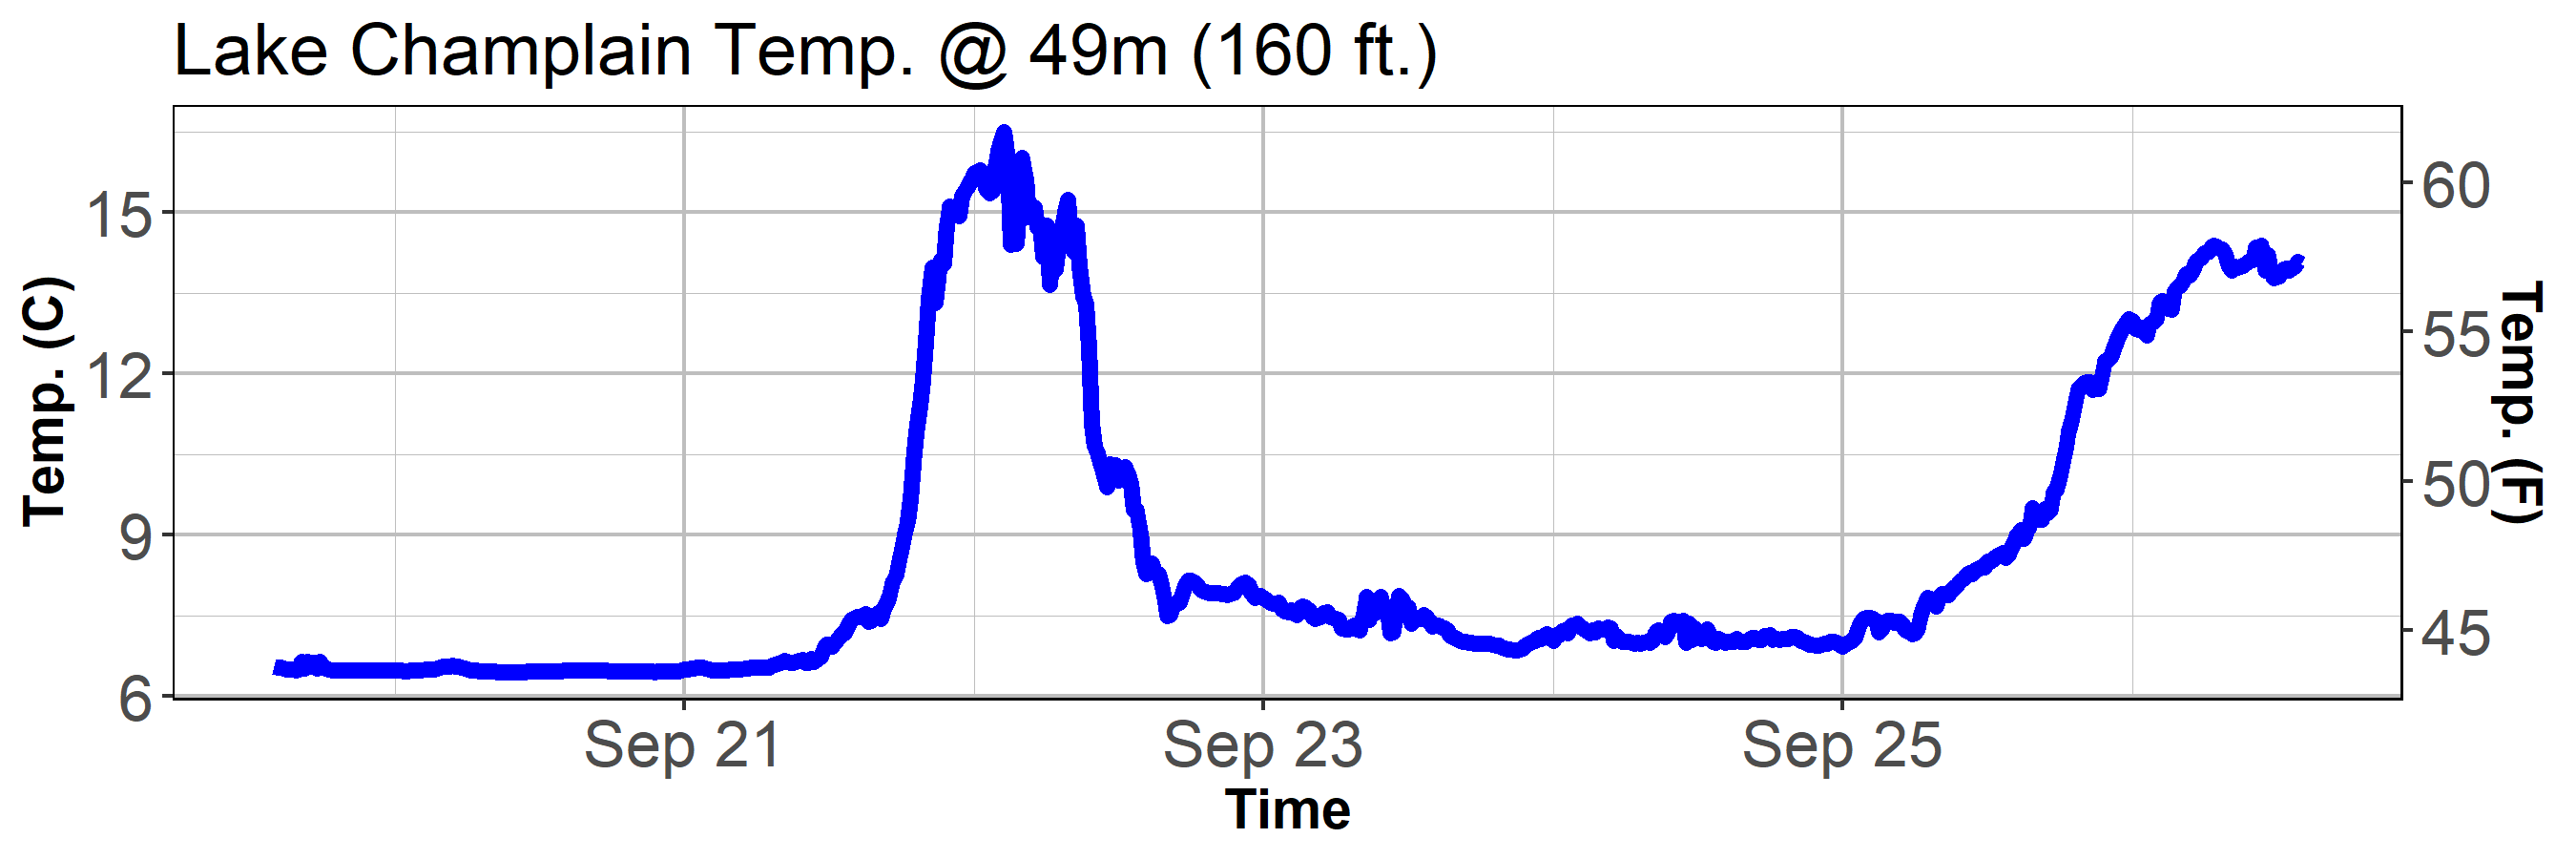 Lake Champlain Temp. @ 49m (160 ft.)
Temp. (C)
15
12
9
6
60
55
50
45
Temp. (F)
Sep 21
Sep 23
Sep 25
Time